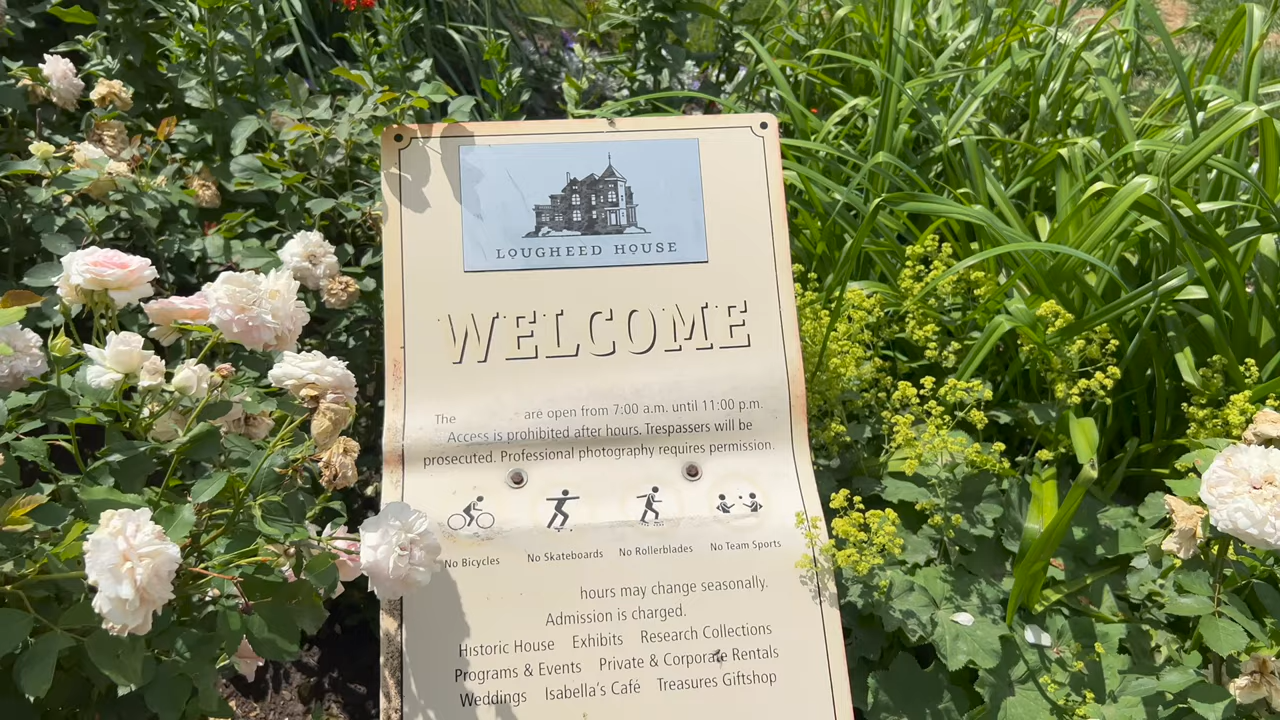 LOUGHEED HOUSE
WELCOME
The are open from 7:00 a.m. until 11:00 p.m.
Access is prohibited after hours. Trespassers will be
prosecuted. Professional photography requires permission.
No Bicycles No Skateboards No Rollerblades No Team Sports
hours may change seasonally.
Admission is charged.
Historic House Exhibits Research Collections
Programs & Events Private & Corporate Rentals
Weddings Isabella's Café Treasures Giftshop